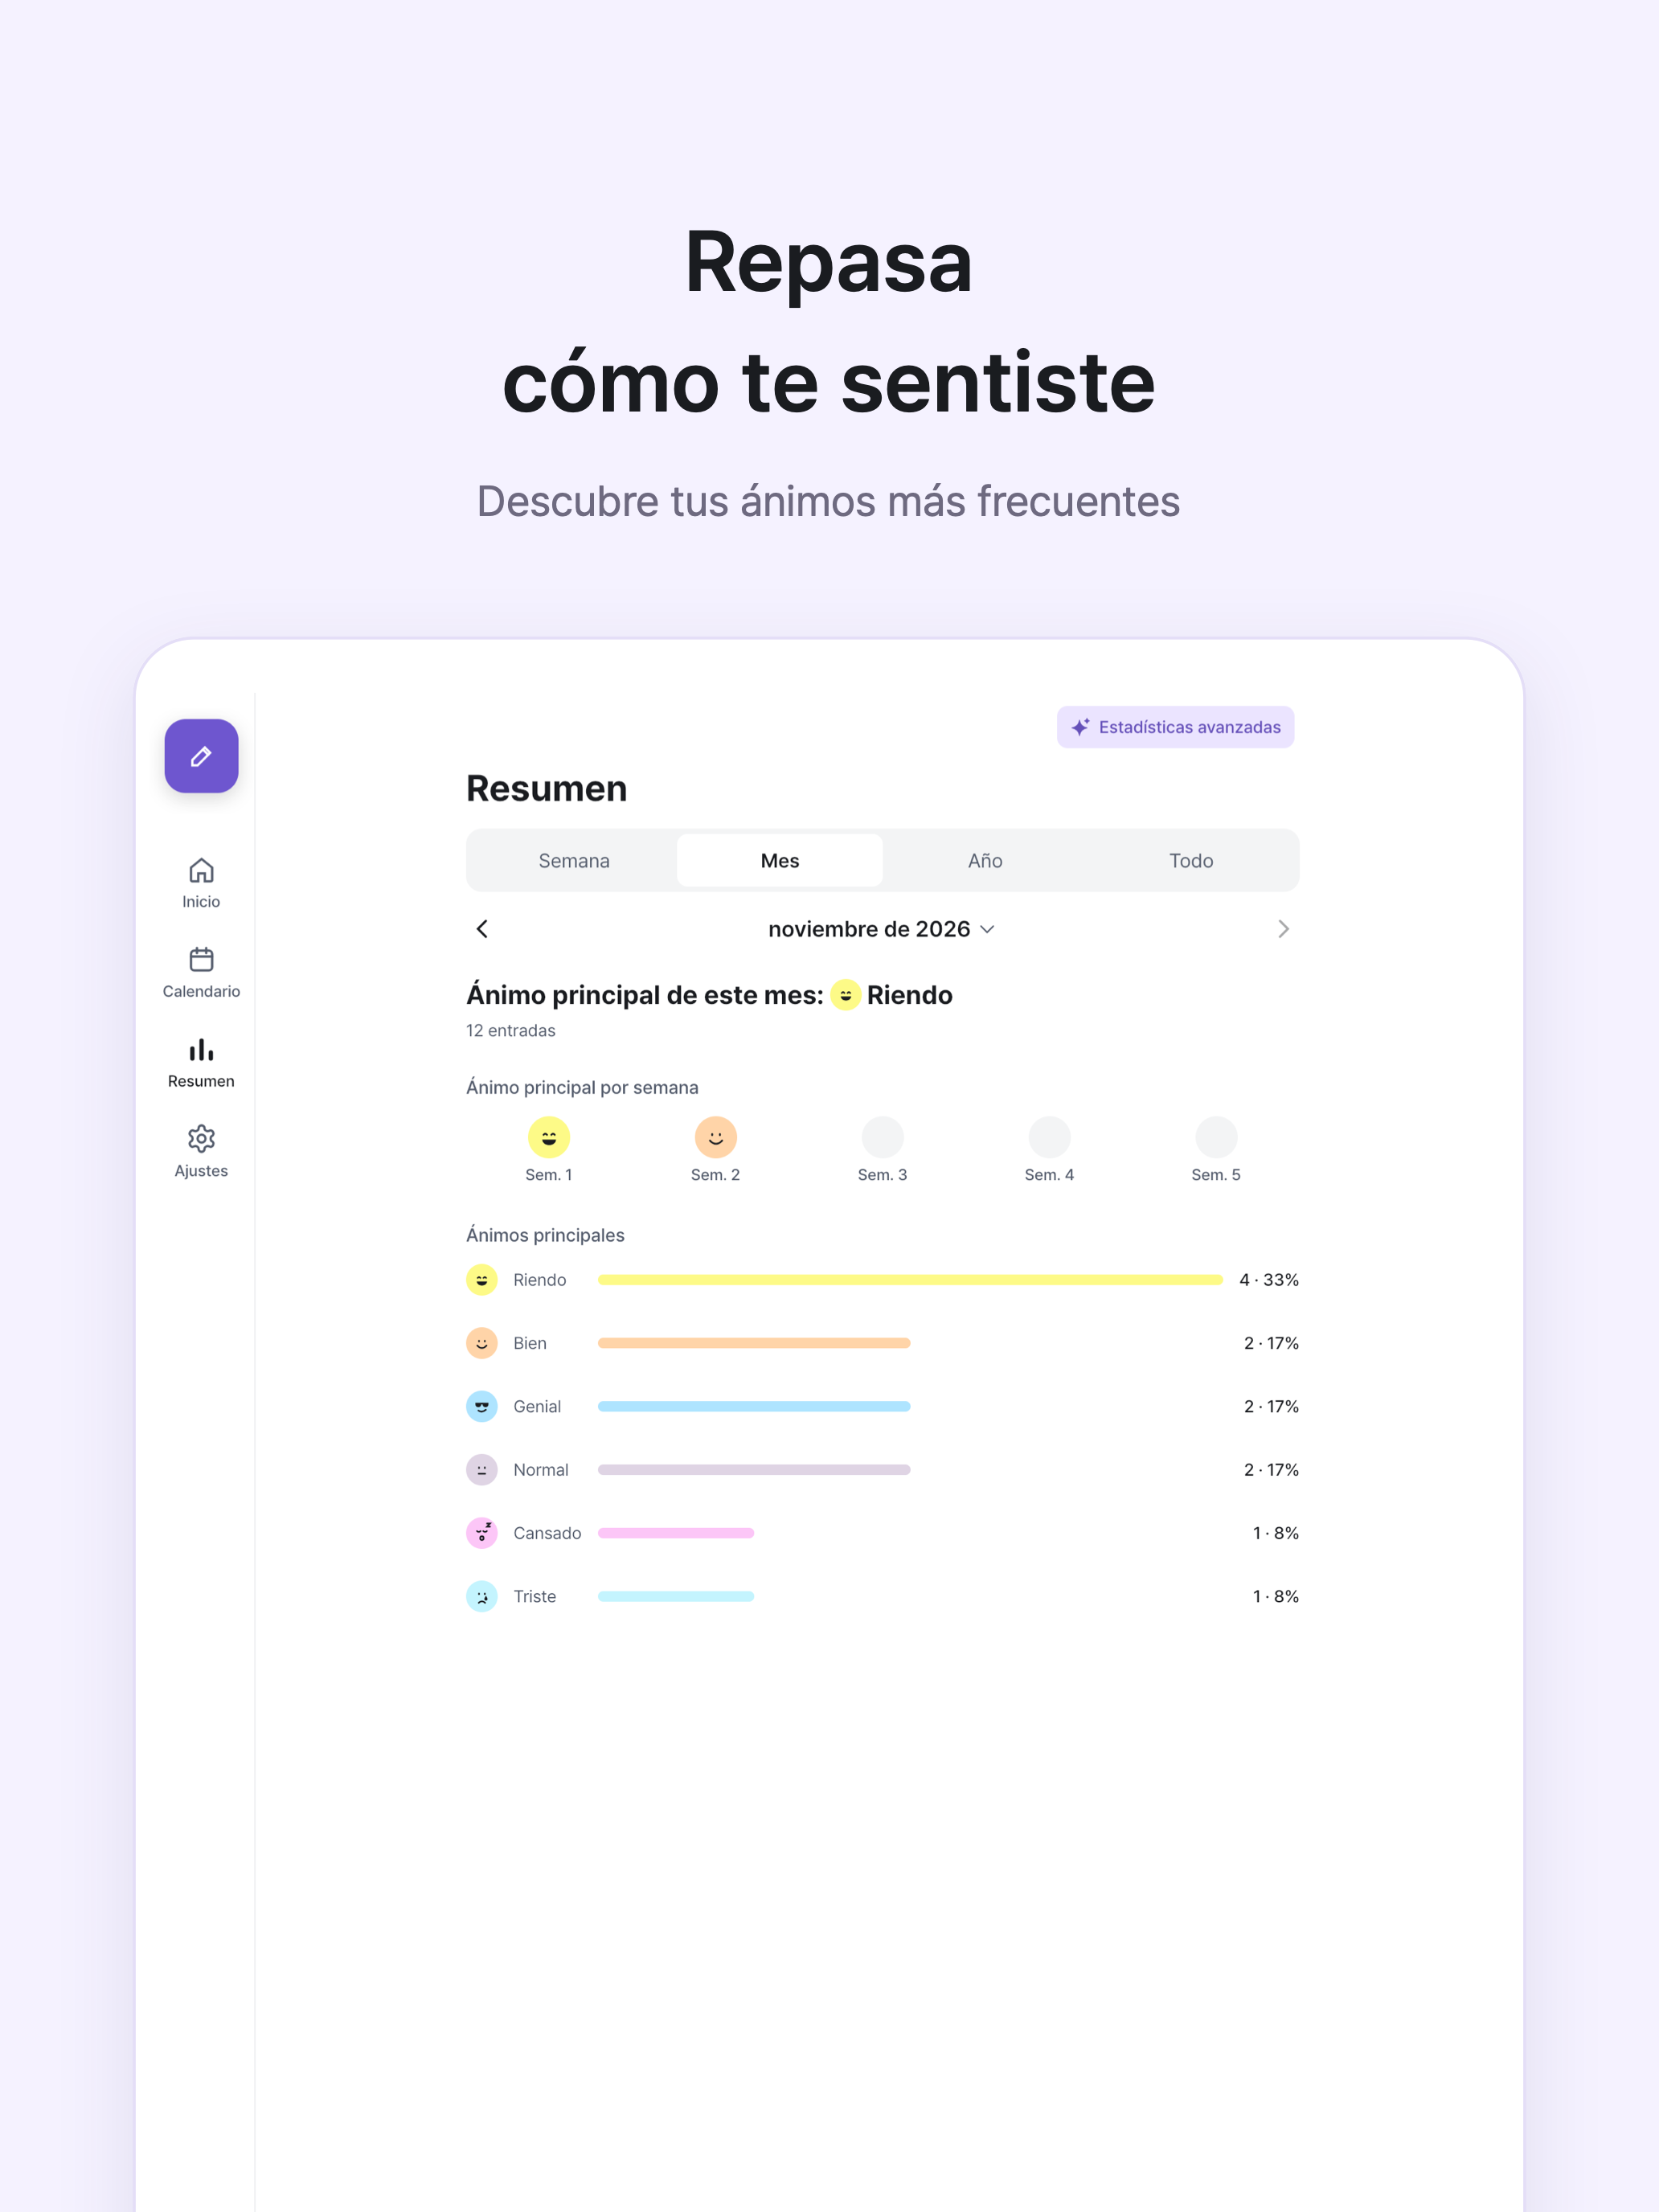 Repasa
cómo te sentiste
Descubre tus ánimos más frecuentes
Estadísticas avanzadas
Inicio
Calendario
Resumen
Ajustes
Resumen
Semana Mes Año Todo
noviembre de 2026
Ánimo principal de este mes: Riendo
12 entradas
Ánimo principal por semana
Sem. 1 Sem. 2 Sem. 3 Sem. 4 Sem. 5
Ánimos principales
Riendo 4 · 33%
Bien 2 · 17%
Genial 2 · 17%
Normal 2 · 17%
Cansado 1 · 8%
Triste 1 · 8%